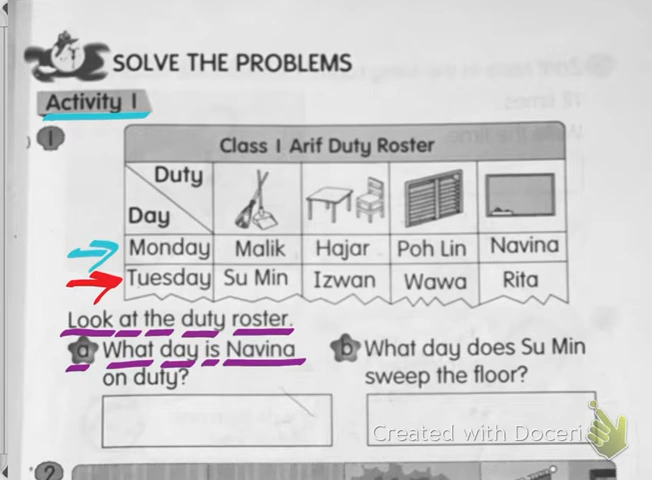 SOLVE THE PROBLEMS
Activity 1
1
Class 1 Arif Duty Roster
Duty
Day
Monday Malik Hajar Poh Lin Navina
Tuesday Su Min Izwan Wawa Rita
Look at the duty roster.
a What day is Navina
on duty?
b What day does Su Min
sweep the floor?
Created with Doceri
2